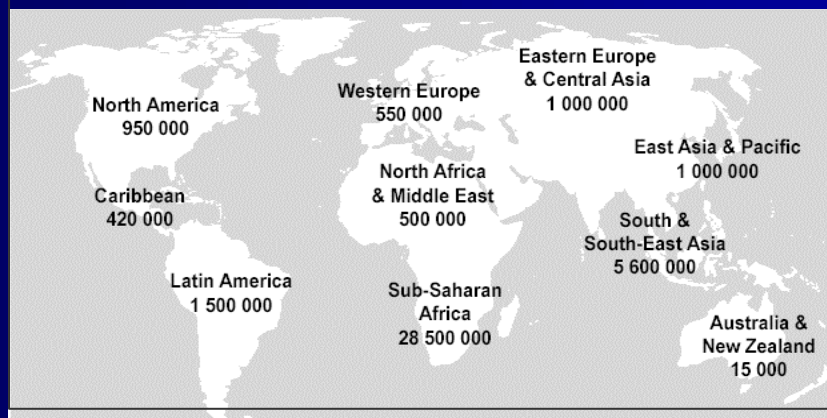 North America
950 000
Caribbean
420 000
Latin America
1 500 000
Western Europe
550 000
North Africa
& Middle East
500 000
Sub-Saharan
Africa
28 500 000
Eastern Europe
& Central Asia
1 000 000
East Asia & Pacific
1 000 000
South &
South-East Asia
5 600 000
Australia &
New Zealand
15 000